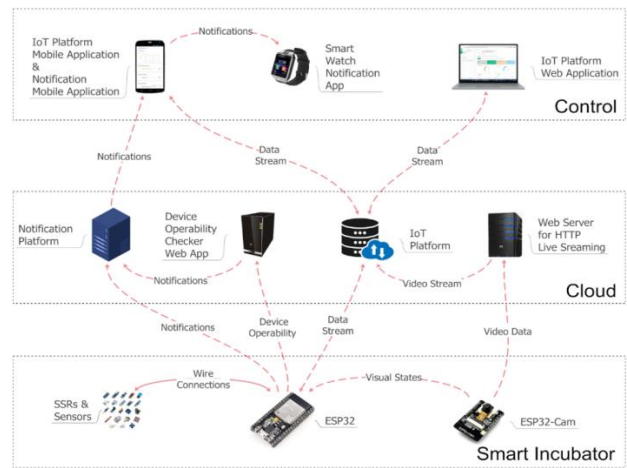 Notifications
IoT Platform
Mobile Application
&
Notification
Mobile Application
Smart
Watch
Notification
App
IoT Platform
Web Application
Control
Notifications
Data
Stream
Data
Stream
Notification
Platform
Device
Operability
Checker
Web App
IoT
Platform
Web Server
for HTTP
Live Sreaming
Notifications
Video Stream
Cloud
Notifications
Device
Operability
Data
Stream
Video Data
Wire
Connections
Visual States
SSRs &
Sensors
ESP32
ESP32-Cam
Smart Incubator